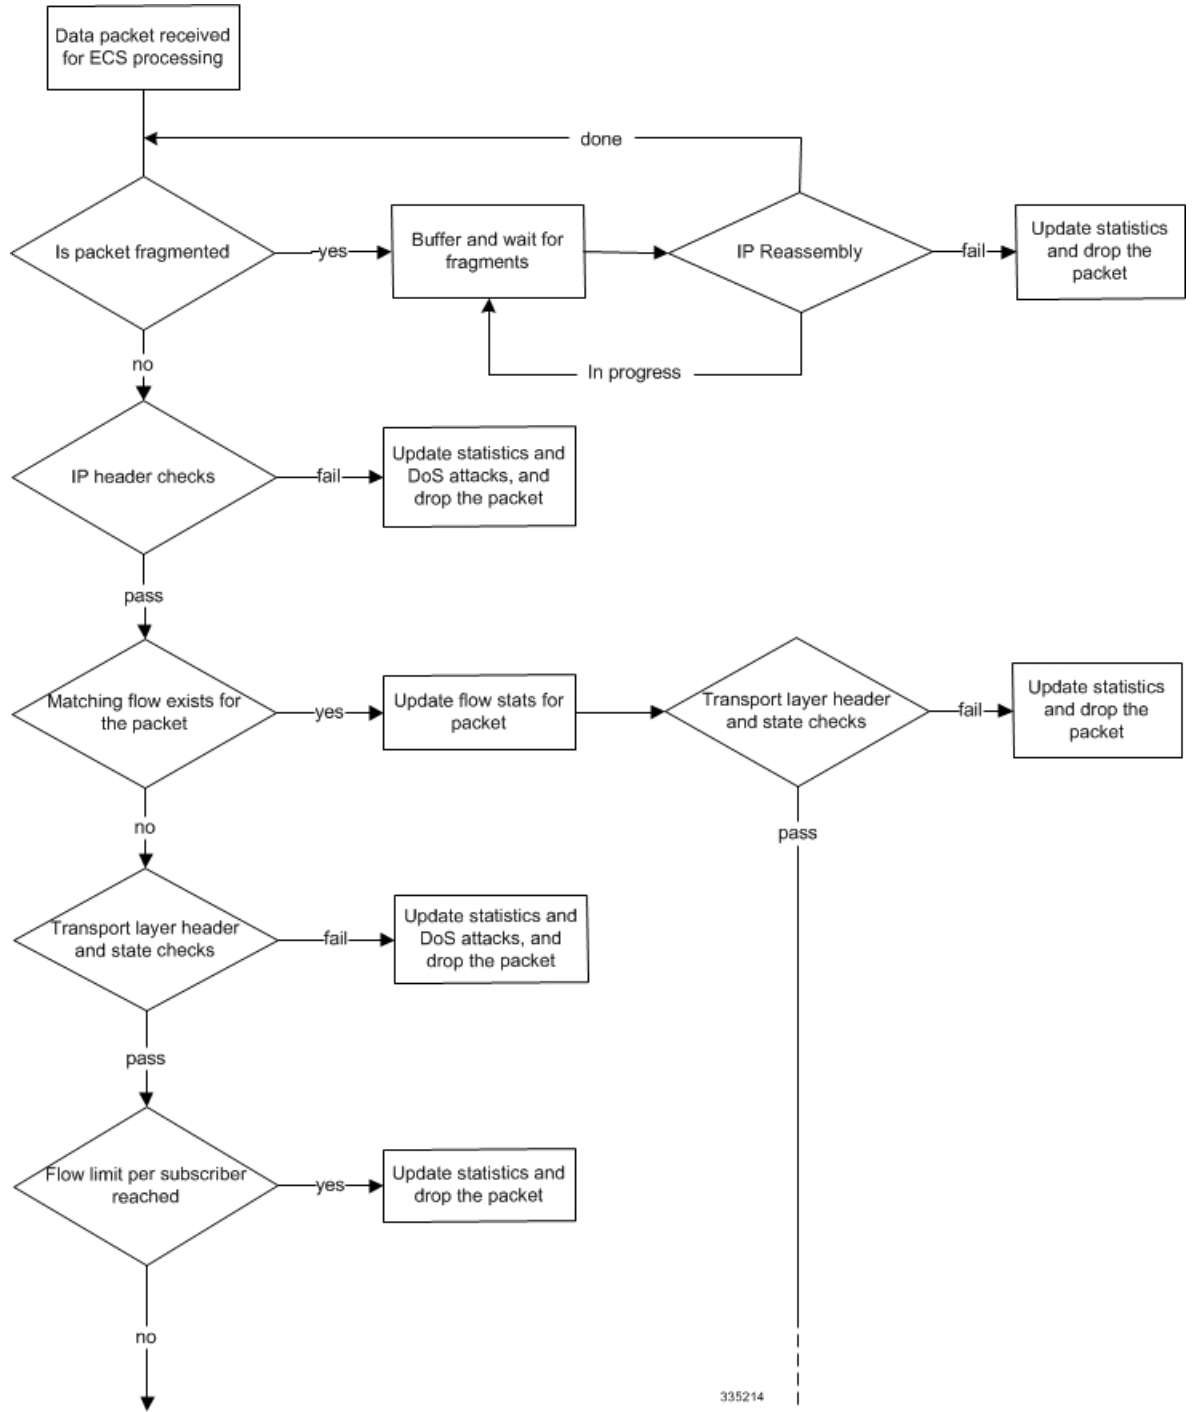 Data packet received
for ECS processing
done
Is packet fragmented
yes
Buffer and wait for
fragments
IP Reassembly
fail
Update statistics
and drop the
packet
no
In progress
IP header checks
fail
Update statistics and
DoS attacks, and
drop the packet
pass
Matching flow exists for
the packet
yes
Update flow stats for
packet
Transport layer header
and state checks
fail
Update statistics
and drop the
packet
no
pass
Transport layer header
and state checks
fail
Update statistics and
DoS attacks, and
drop the packet
pass
Flow limit per subscriber
reached
yes
Update statistics and
drop the packet
no
335214